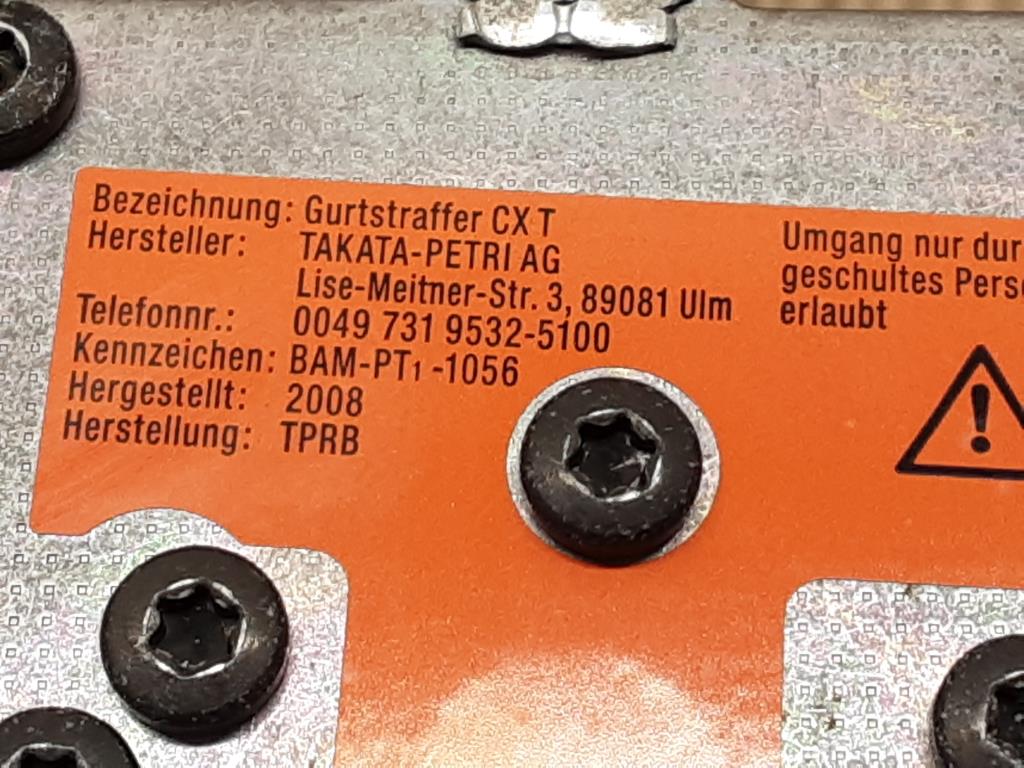 Bezeichnung: Gurtstraffer CX T
Hersteller: TAKATA-PETRI AG
Lise-Meitner-Str. 3, 89081 Ulm
Telefonnr.: 0049 731 9532-5100
Kennzeichen: BAM-PT1 -1056
Hergestellt: 2008
Herstellung: TPRB
Umgang nur dur
geschultes Pers
erlaubt